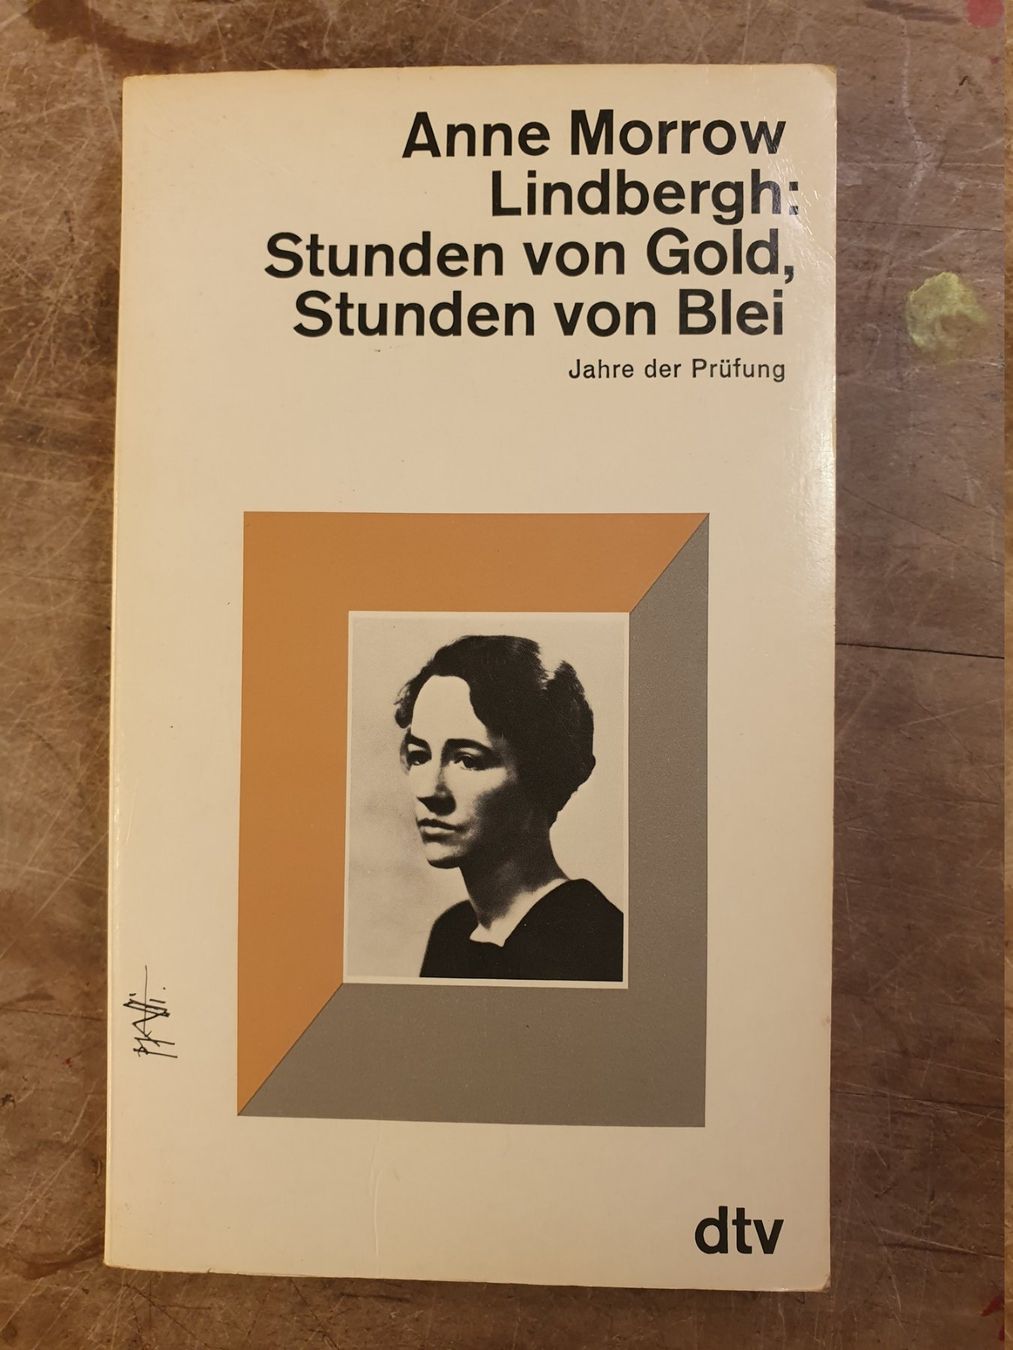 Anne Morrow
Lindbergh:
Stunden von Gold,
Stunden von Blei
Jahre der Prüfung
dtv